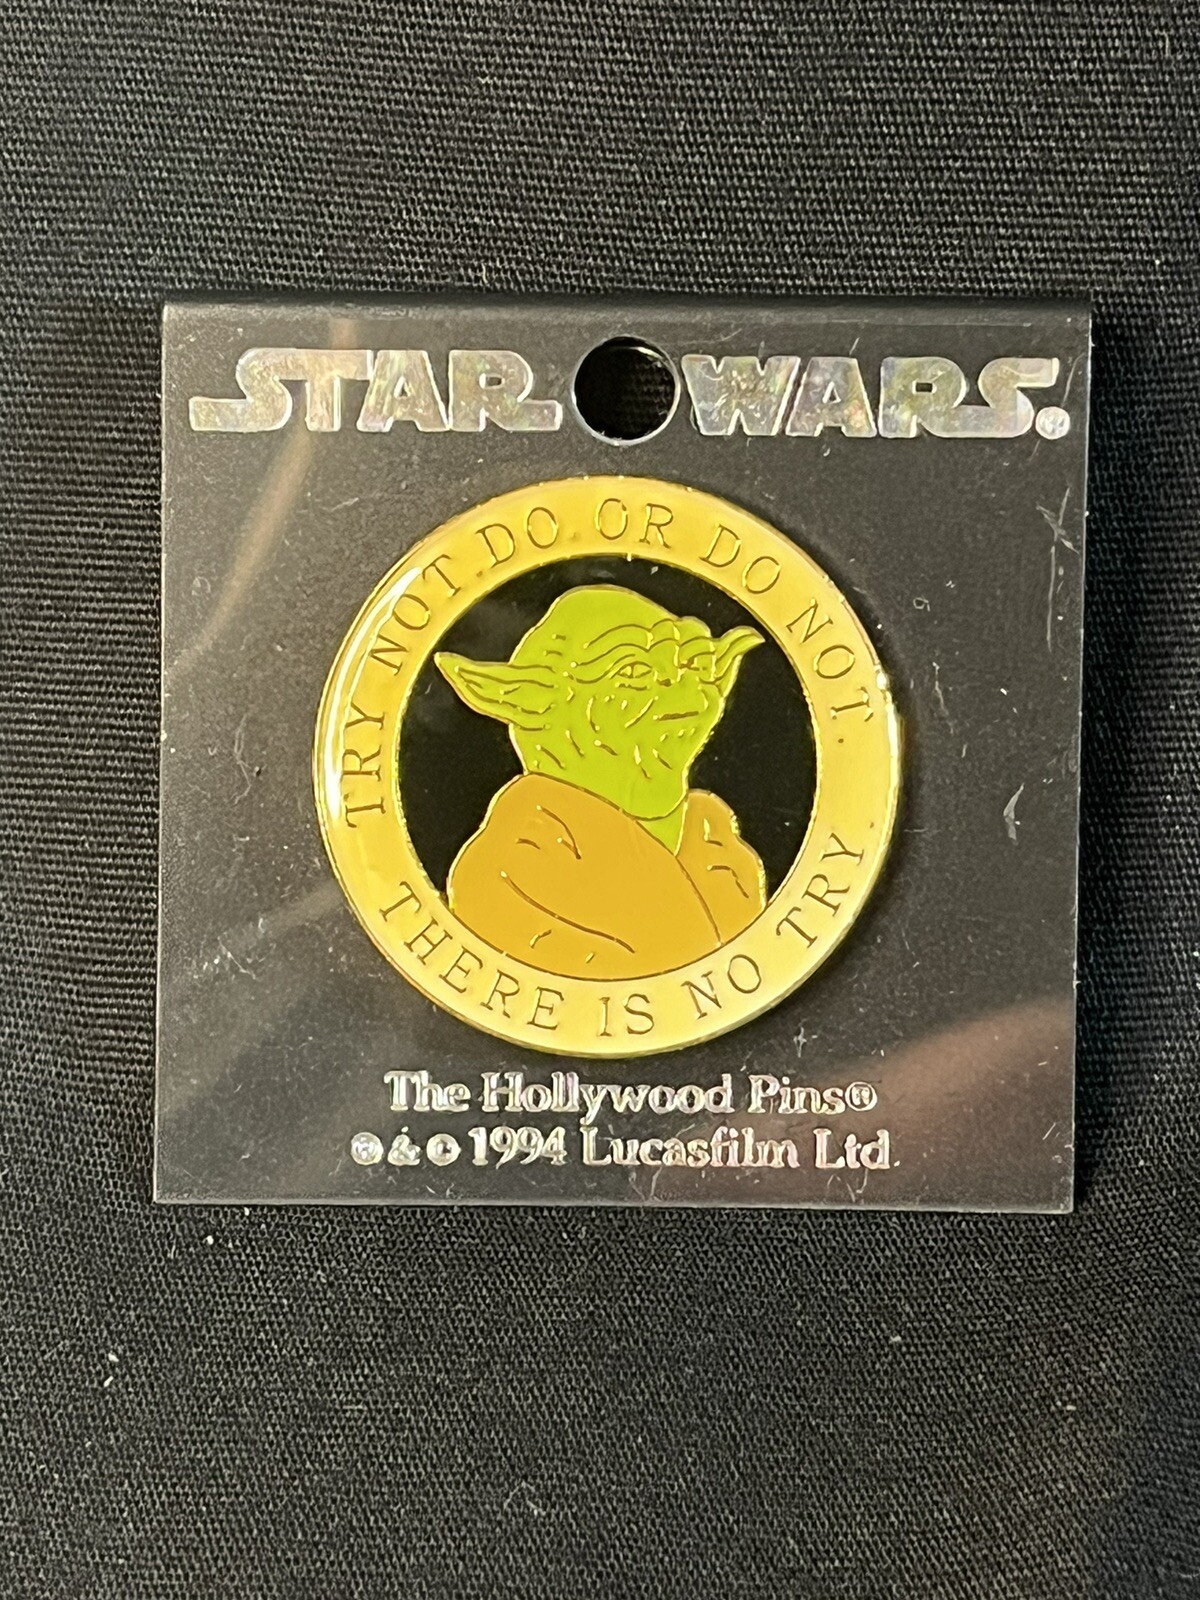 STAR WARS.®
TRY NOT. DO. OR DO NOT.
THERE IS NO TRY.
The Hollywood Pins®
® & © 1994 Lucasfilm Ltd.